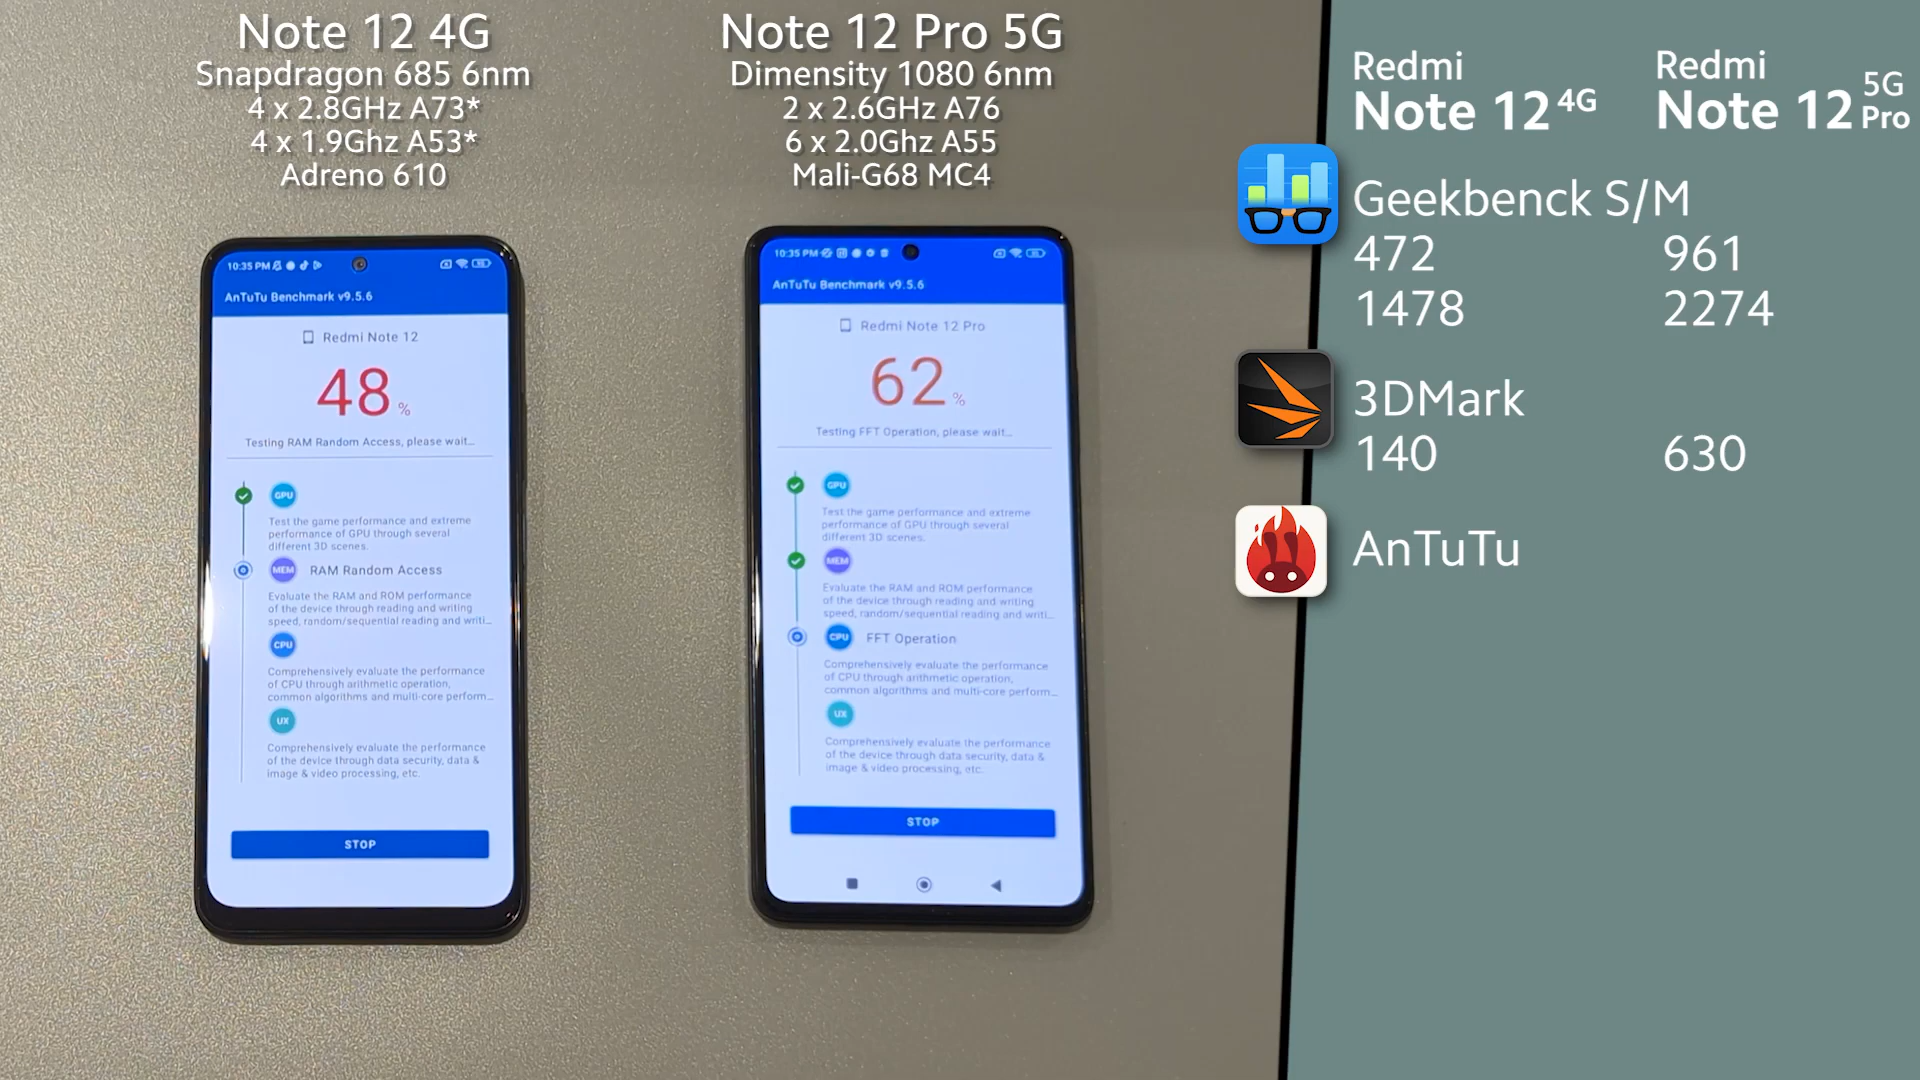 Note 12 4G
Snapdragon 685 6nm
4 x 2.8GHz A73*
4 x 1.9Ghz A53*
Adreno 610
Note 12 Pro 5G
Dimensity 1080 6nm
2 x 2.6GHz A76
6 x 2.0Ghz A55
Mali-G68 MC4
10:35 PM
AnTuTu Benchmark v9.5.6
Redmi Note 12
48 %
Testing RAM Random Access, please wait...
GPU
Test the game performance and extreme
performance of GPU through several
different 3D scenes.
MEM RAM Random Access
Evaluate the RAM and ROM performance
of the device through reading and writing
speed, random/sequential reading and writi...
CPU
Comprehensively evaluate the performance
of CPU through arithmetic operation,
common algorithms and multi-core perform...
UX
Comprehensively evaluate the performance
of the device through data security, data &
image & video processing, etc.
STOP
10:35 PM
AnTuTu Benchmark v9.5.6
Redmi Note 12 Pro
62 %
Testing FFT Operation, please wait...
GPU
Test the game performance and extreme
performance of GPU through several
different 3D scenes.
MEM
Evaluate the RAM and ROM performance
of the device through reading and writing
speed, random/sequential reading and writi...
CPU FFT Operation
Comprehensively evaluate the performance
of CPU through arithmetic operation,
common algorithms and multi-core perform...
UX
Comprehensively evaluate the performance
of the device through data security, data &
image & video processing, etc.
STOP
Redmi
Note 12 4G
Redmi
Note 12 5G Pro
Geekbenck S/M
472 961
1478 2274
3DMark
140 630
AnTuTu